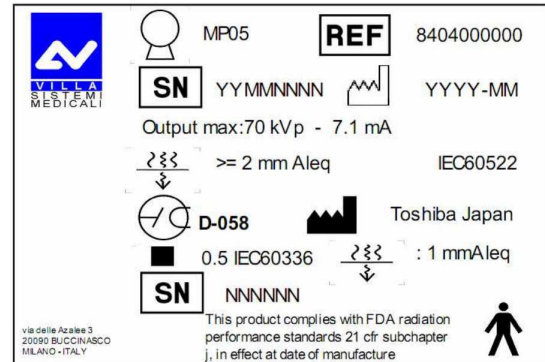 VILLA
SISTEMI
MEDICALI
MP05 REF 8404000000
SN YYMMNNNN YYYY-MM
Output max:70 kVp - 7.1 mA
>= 2 mm Aleq IEC60522
D-058 Toshiba Japan
0.5 IEC60336 : 1 mmAleq
SN NNNNNN
via delle Azalee 3
20090 BUCCINASCO
MILANO - ITALY
This product complies with FDA radiation
performance standards 21 cfr subchapter
j, in effect at date of manufacture